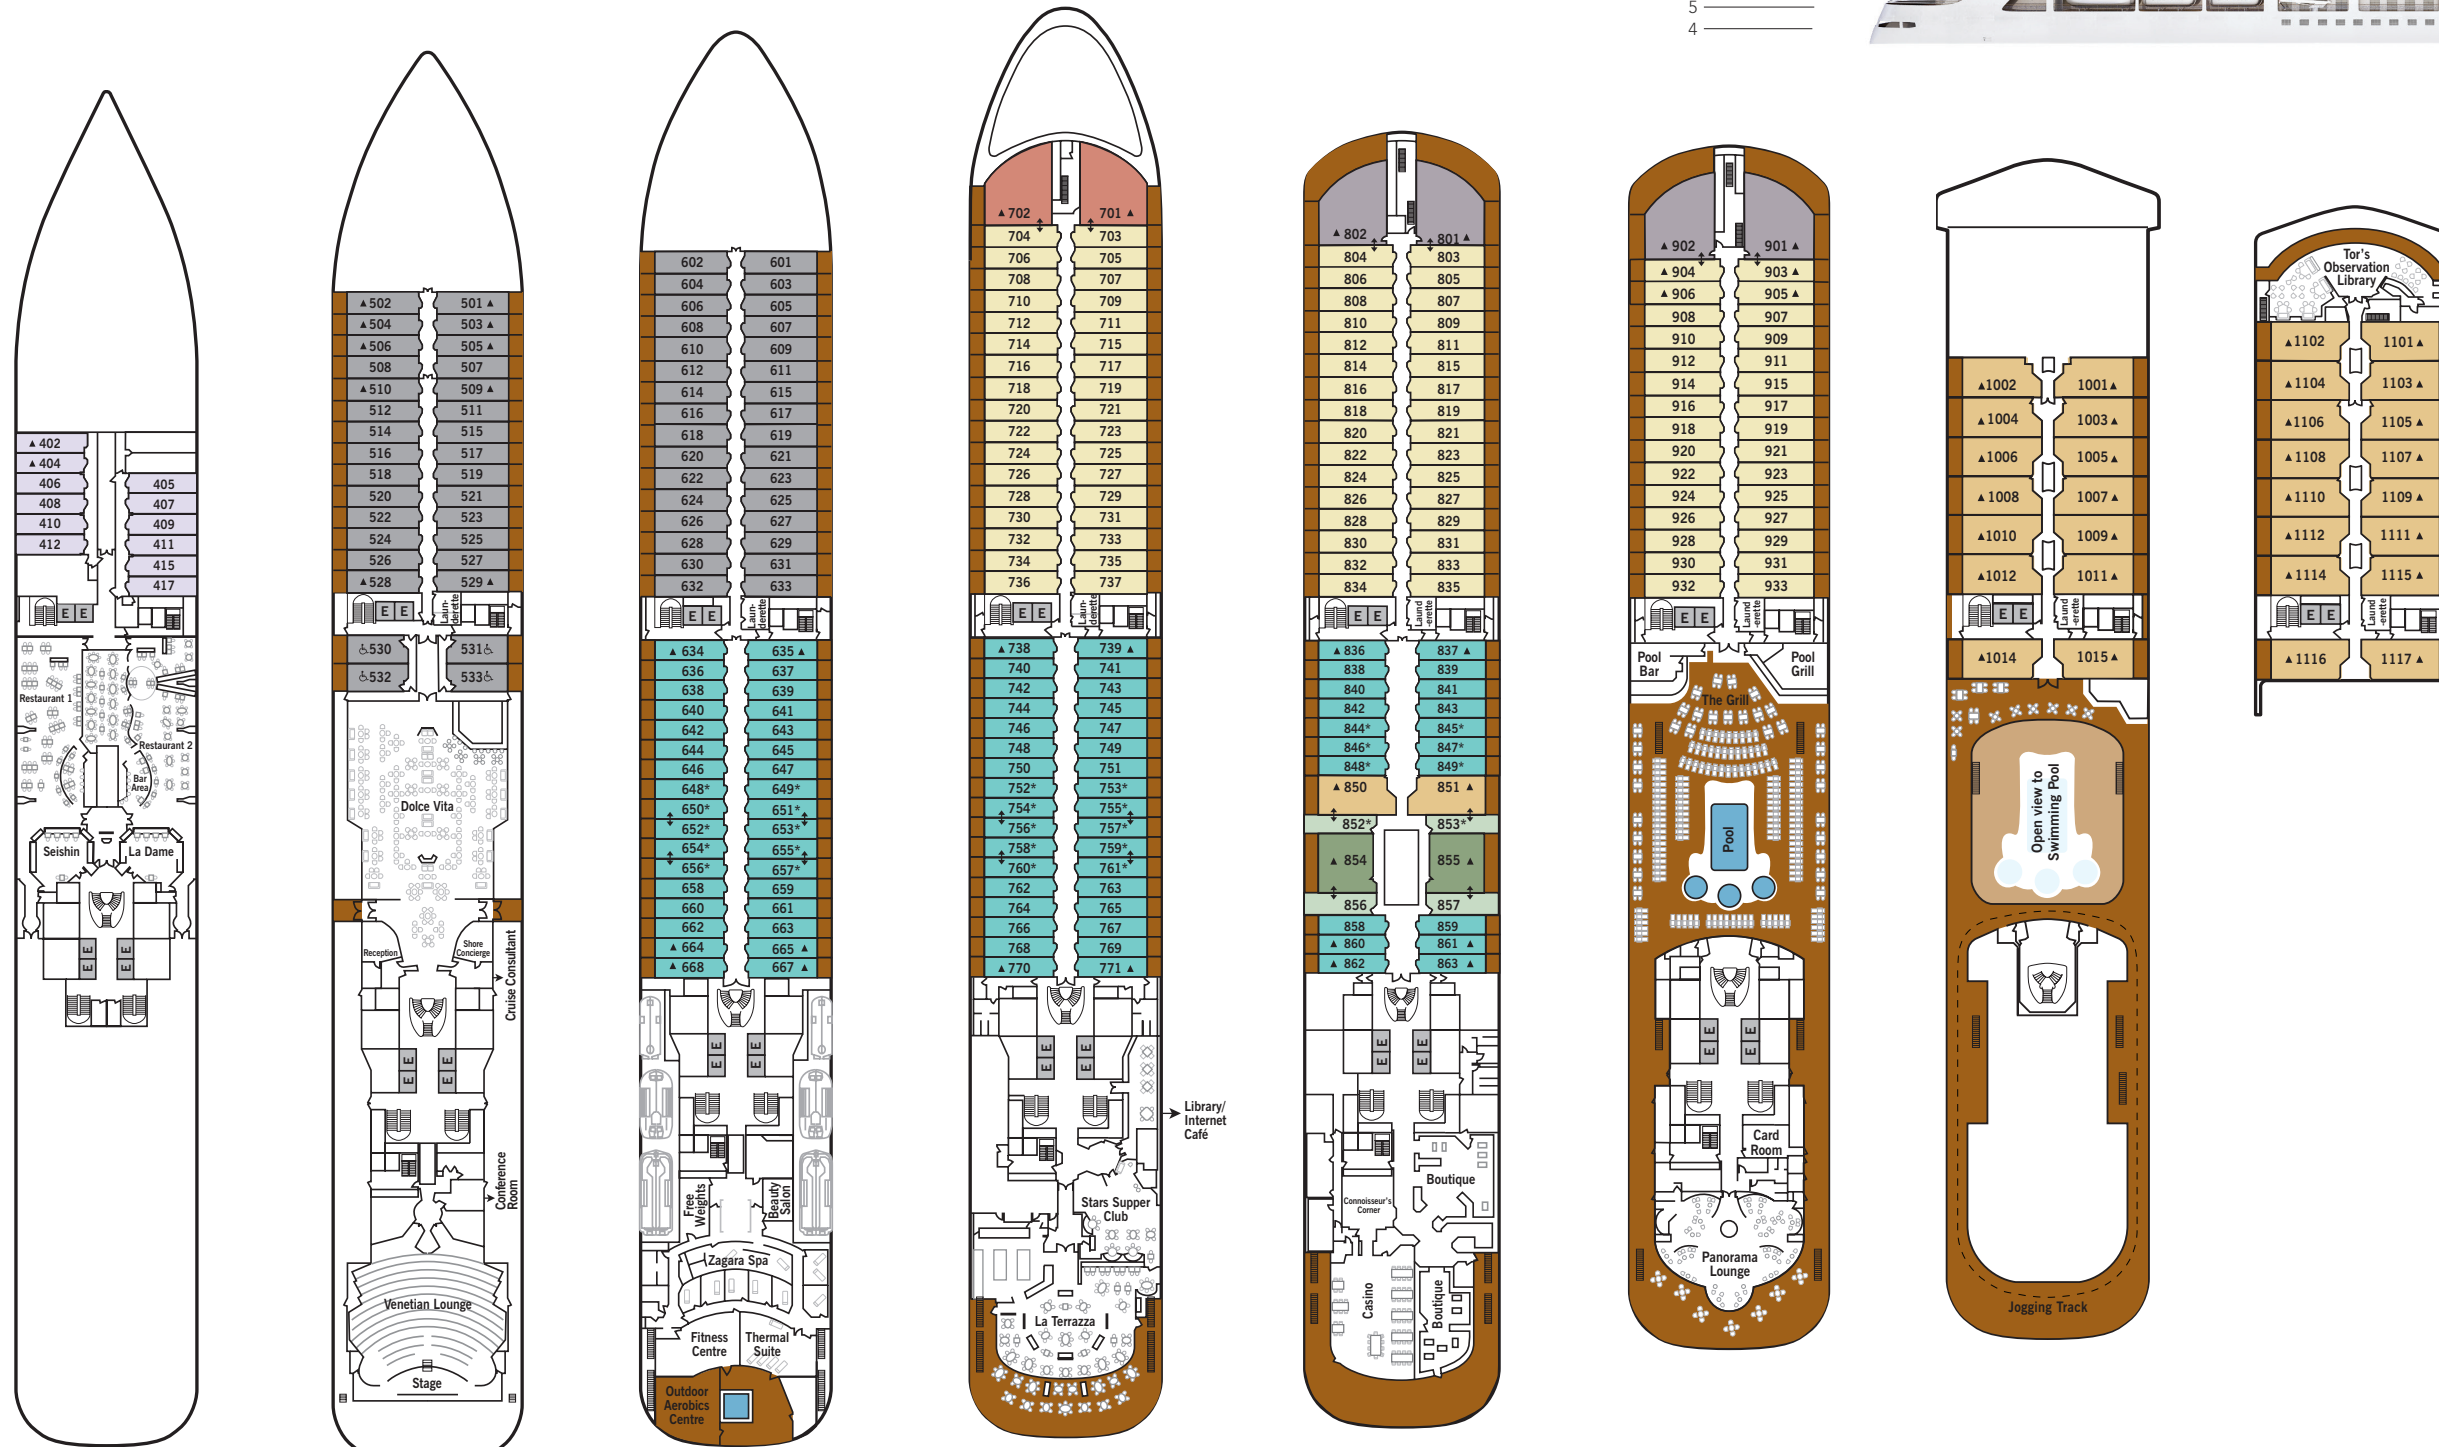 5
4
▲402
▲404
406
408
410
412
405
407
409
411
415
417
E E
Restaurant 1
Restaurant 2
Bar
Area
Seishin
La Dame
E E
E E
▲502 501▲
▲504 503▲
▲506 505▲
508 507
▲510 509▲
512 511
514 515
516 517
518 519
520 521
522 523
524 525
526 527
▲528 529▲
E E
Laun-
derette
♿530 531♿
♿532 533♿
Dolce Vita
Reception
Shore
Concierge
Cruise Consultant
E E
E E
Conference
Room
Venetian Lounge
Stage
602 601
604 603
606 605
608 607
610 609
612 611
614 615
616 617
618 619
620 621
622 623
624 625
626 627
628 629
630 631
632 633
E E
Laun-
derette
▲634 635▲
636 637
638 639
640 641
642 643
644 645
646 647
648* 649*
650* 651*
652* 653*
654* 655*
656* 657*
658 659
660 661
662 663
▲664 665▲
▲668 667▲
E E
E E
Free
Weights
Beauty
Salon
Zagara Spa
Fitness
Centre
Thermal
Suite
Outdoor
Aerobics
Centre
▲702 701▲
704 703
706 705
708 707
710 709
712 711
714 715
716 717
718 719
720 721
722 723
724 725
726 727
728 729
730 731
732 733
734 735
736 737
E E
Laun-
derette
▲738 739▲
740 741
742 743
744 745
746 747
748 749
750 751
752* 753*
754* 755*
756* 757*
758* 759*
760* 761*
762 763
764 765
766 767
768 769
▲770 771▲
E E
E E
Library/
Internet
Café
Stars Supper
Club
La Terrazza
▲802 801▲
804 803
806 805
808 807
810 809
812 811
814 815
816 817
818 819
820 821
822 823
824 825
826 827
828 829
830 831
832 833
834 835
E E
Laund
-erette
▲836 837▲
838 839
840 841
842 843
844* 845*
846* 847*
848* 849*
▲850 851▲
852* 853*
▲854 855▲
856 857
858 859
▲860 861▲
▲862 863▲
E E
E E
Boutique
Connoisseur's
Corner
Casino
Boutique
▲902 901▲
▲904 903▲
▲906 905▲
908 907
910 909
912 911
914 915
916 917
918 919
920 921
922 923
924 925
926 927
928 929
930 931
932 933
E E
Laund
-erette
Pool
Bar
Pool
Grill
The Grill
Pool
E E
E E
Card
Room
Panorama
Lounge
▲1002 1001▲
▲1004 1003▲
▲1006 1005▲
▲1008 1007▲
▲1010 1009▲
▲1012 1011▲
E E
Laund
-erette
▲1014 1015▲
Open view to
Swimming Pool
Jogging Track
Tor's
Observation
Library
▲1102 1101▲
▲1104 1103▲
▲1106 1105▲
▲1108 1107▲
▲1110 1109▲
▲1112 1111▲
▲1114 1115▲
E E
Laund
-erette
▲1116 1117▲